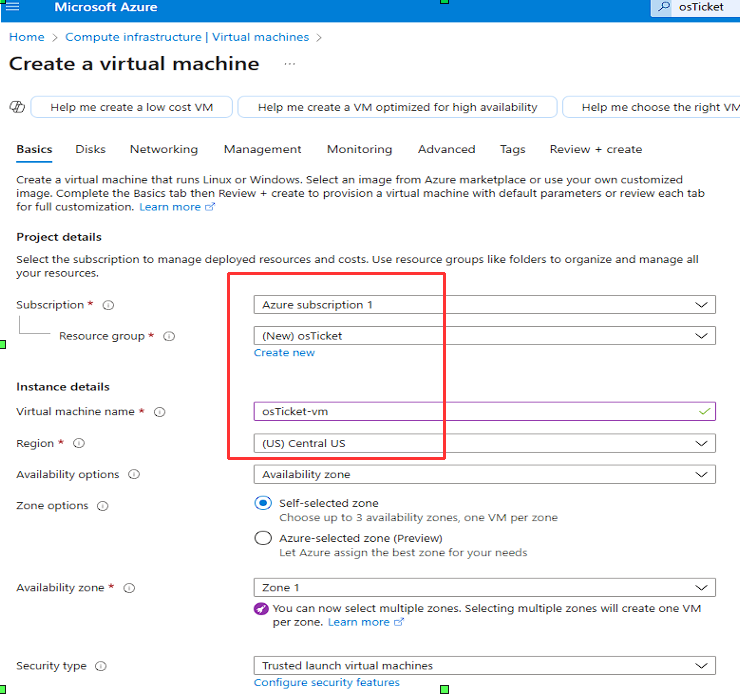 Microsoft Azure
osTicket
Home > Compute infrastructure | Virtual machines >
Create a virtual machine ...
Help me create a low cost VM
Help me create a VM optimized for high availability
Help me choose the right VM
Basics Disks Networking Management Monitoring Advanced Tags Review + create
Create a virtual machine that runs Linux or Windows. Select an image from Azure marketplace or use your own customized
image. Complete the Basics tab then Review + create to provision a virtual machine with default parameters or review each tab
for full customization. Learn more
Project details
Select the subscription to manage deployed resources and costs. Use resource groups like folders to organize and manage all
your resources.
Subscription * Azure subscription 1
Resource group * (New) osTicket
Create new
Instance details
Virtual machine name * osTicket-vm
Region * (US) Central US
Availability options Availability zone
Zone options Self-selected zone
Choose up to 3 availability zones, one VM per zone
Azure-selected zone (Preview)
Let Azure assign the best zone for your needs
Availability zone * Zone 1
You can now select multiple zones. Selecting multiple zones will create one VM
per zone. Learn more
Security type Trusted launch virtual machines
Configure security features